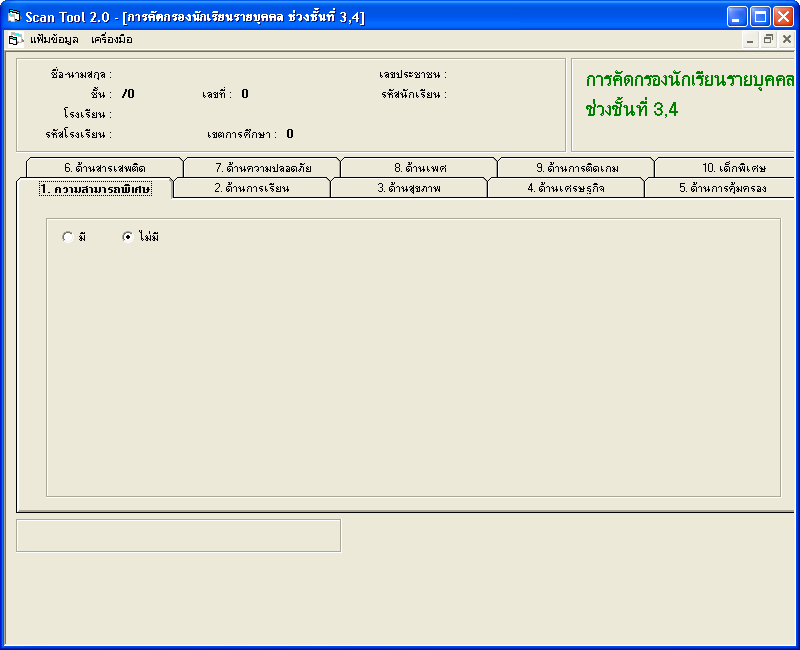 Scan Tool 2.0 - [การคัดกรองนักเรียนรายบุคคล ช่วงชั้นที่ 3,4]
แฟ้มข้อมูล เครื่องมือ
ชื่อ-นามสกุล : เลขประชาชน :
ชั้น : /0 เลขที่ : 0 รหัสนักเรียน :
โรงเรียน :
รหัสโรงเรียน : เขตการศึกษา : 0
การคัดกรองนักเรียนรายบุคคล
ช่วงชั้นที่ 3,4
6. ด้านสารเสพติด 7. ด้านความปลอดภัย 8. ด้านเพศ 9. ด้านการติดเกม 10. เด็กพิเศษ
1. ความสามารถพิเศษ 2. ด้านการเรียน 3. ด้านสุขภาพ 4. ด้านเศรษฐกิจ 5. ด้านการคุ้มครอง
มี ไม่มี